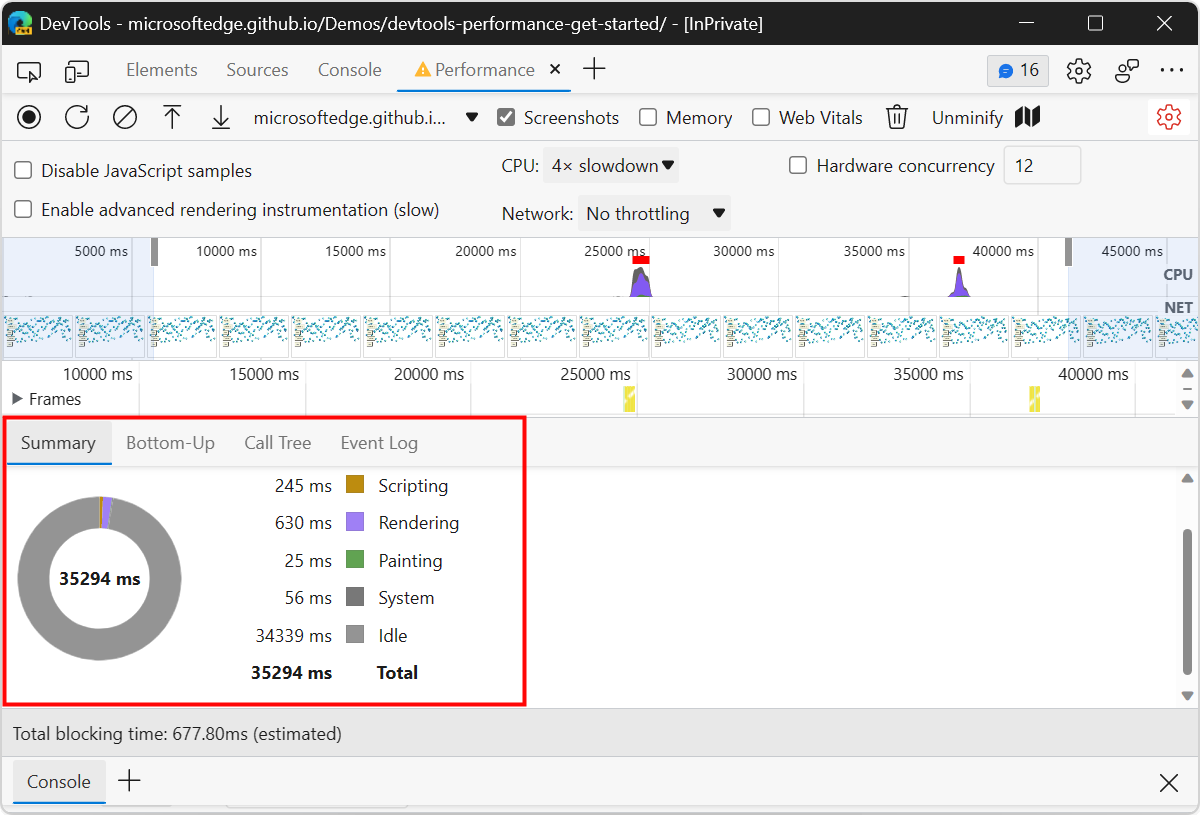 DevTools - microsoftedge.github.io/Demos/devtools-performance-get-started/ - [InPrivate]
Elements Sources Console Performance 16
microsoftedge.github.i... Screenshots Memory Web Vitals Unminify
Disable JavaScript samples CPU: 4× slowdown Hardware concurrency 12
Enable advanced rendering instrumentation (slow) Network: No throttling
5000 ms 10000 ms 15000 ms 20000 ms 25000 ms 30000 ms 35000 ms 40000 ms 45000 ms
CPU
NET
10000 ms 15000 ms 20000 ms 25000 ms 30000 ms 35000 ms 40000 ms
Frames
Summary Bottom-Up Call Tree Event Log
245 ms Scripting
630 ms Rendering
25 ms Painting
35294 ms
56 ms System
34339 ms Idle
35294 ms Total
Total blocking time: 677.80ms (estimated)
Console